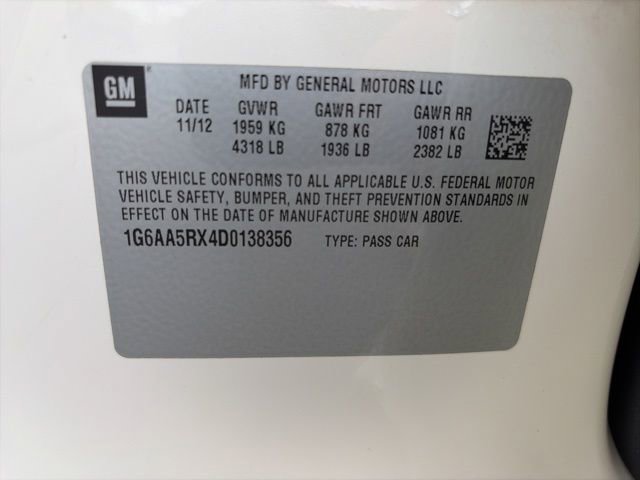 GM
MFD BY GENERAL MOTORS LLC
DATE GVWR GAWR FRT GAWR RR
11/12 1959 KG 878 KG 1081 KG
4318 LB 1936 LB 2382 LB
THIS VEHICLE CONFORMS TO ALL APPLICABLE U.S. FEDERAL MOTOR
VEHICLE SAFETY, BUMPER, AND THEFT PREVENTION STANDARDS IN
EFFECT ON THE DATE OF MANUFACTURE SHOWN ABOVE.
1G6AA5RX4D0138356 TYPE: PASS CAR